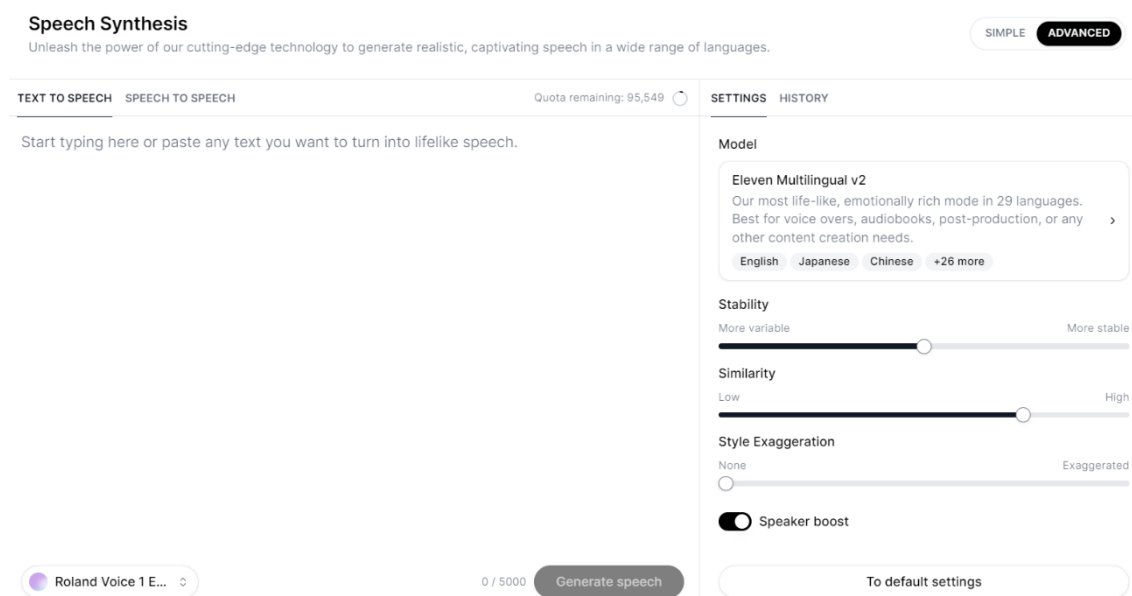 Speech Synthesis
Unleash the power of our cutting-edge technology to generate realistic, captivating speech in a wide range of languages.
SIMPLE ADVANCED
TEXT TO SPEECH SPEECH TO SPEECH Quota remaining: 95,549
Start typing here or paste any text you want to turn into lifelike speech.
Roland Voice 1 E... 0 / 5000 Generate speech
SETTINGS HISTORY
Model
Eleven Multilingual v2
Our most life-like, emotionally rich mode in 29 languages.
Best for voice overs, audiobooks, post-production, or any
other content creation needs.
English Japanese Chinese +26 more
Stability
More variable More stable
Similarity
Low High
Style Exaggeration
None Exaggerated
Speaker boost
To default settings